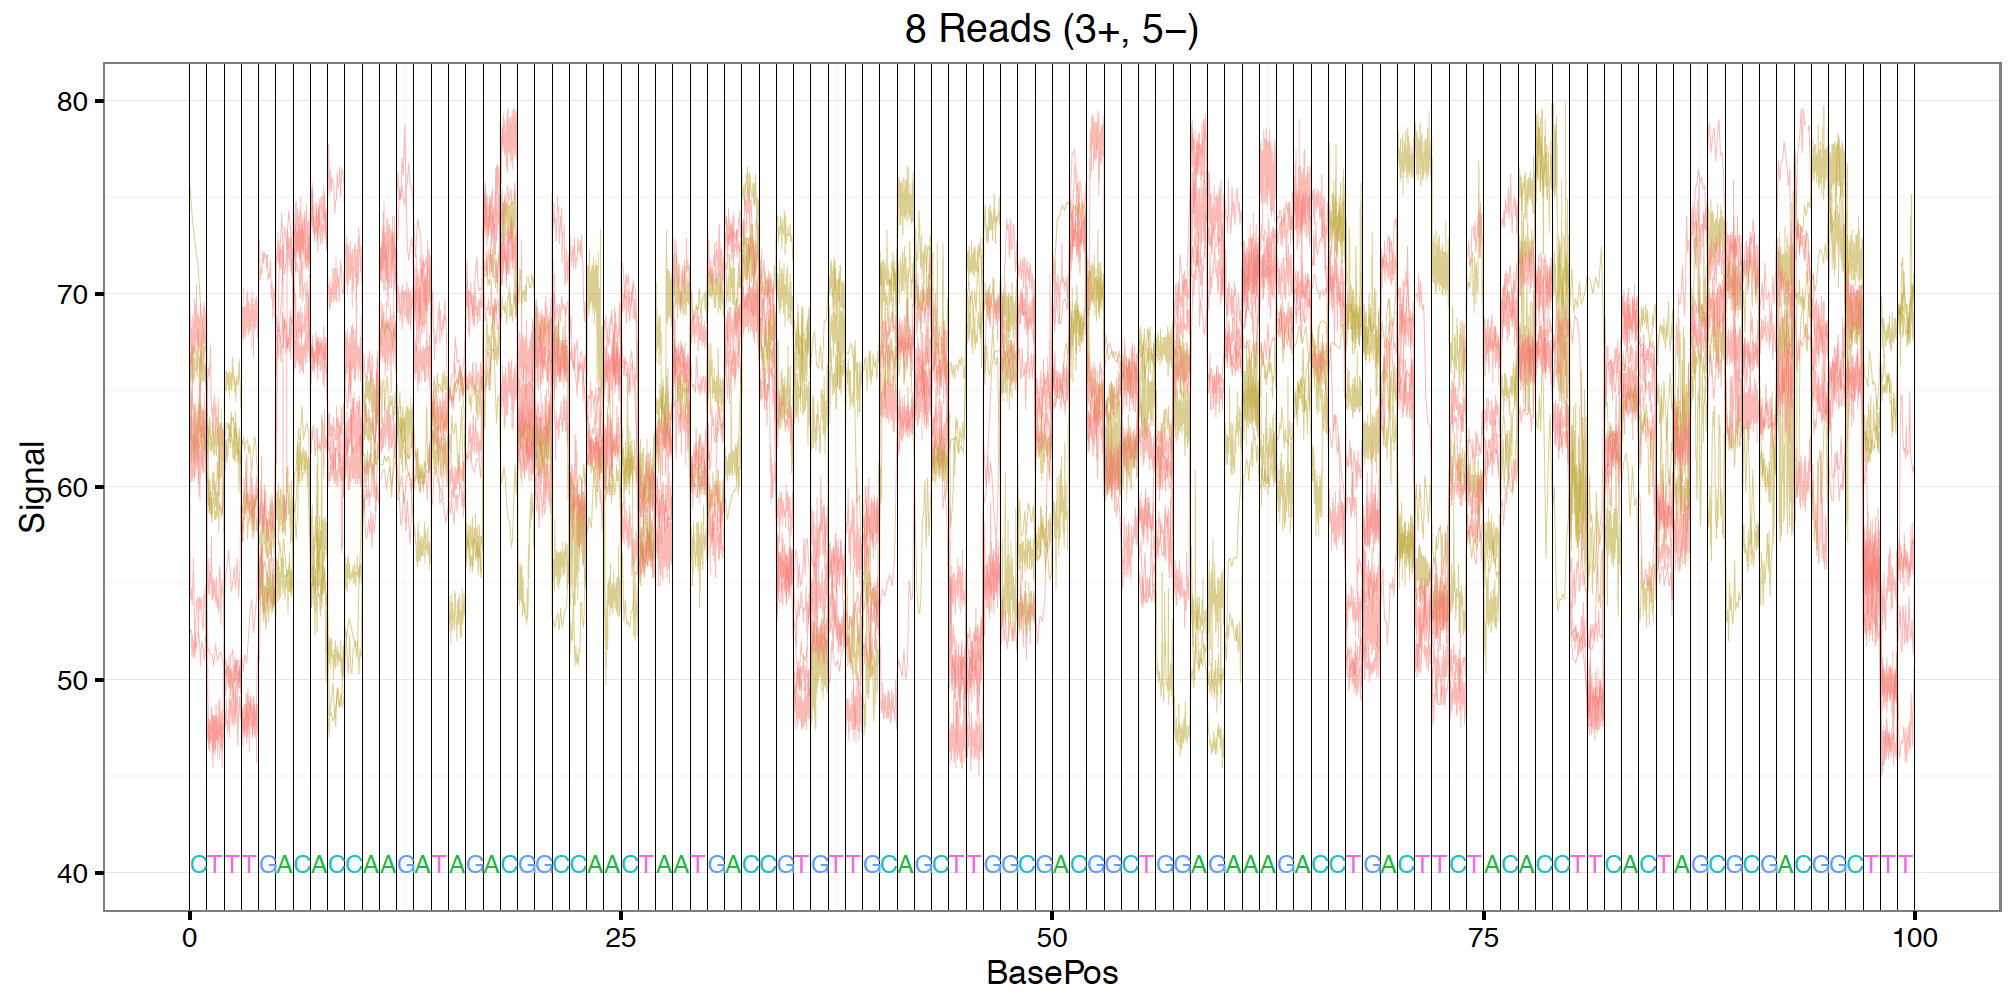 8 Reads (3+, 5−)
Signal
80
70
60
50
40
CTTTGACACCAAGATAGACGGCCAACTAATGACCGTGTTGCAGCTTGGCGACGGCTGGAGAAAGACCTGACTTCTACACCTTCACTAGCGCGACGGCTTT
0 25 50 75 100
BasePos